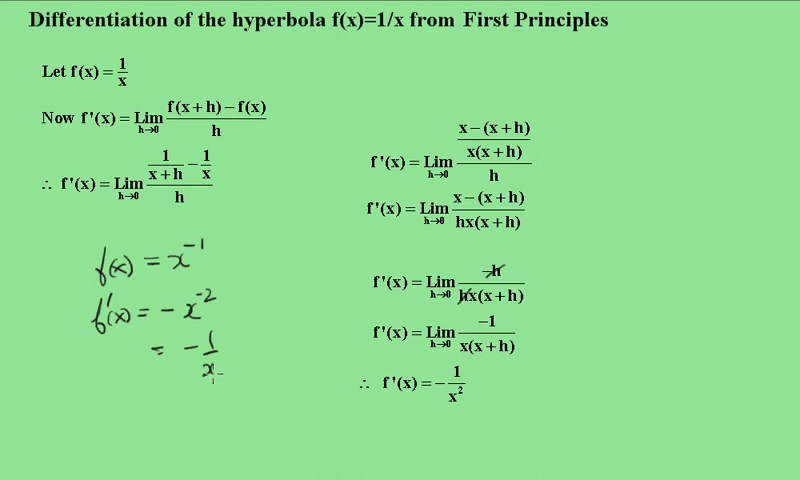 Differentiation of the hyperbola f(x)=1/x from First Principles
Let f(x) = 1/x
Now f'(x) = Lim h→0 (f(x+h) − f(x))/h
∴ f'(x) = Lim h→0 (1/(x+h) − 1/x)/h
f(x) = x⁻¹
f'(x) = − x⁻²
= − 1/x
f'(x) = Lim h→0 ((x−(x+h))/(x(x+h)))/h
f'(x) = Lim h→0 (x−(x+h))/(hx(x+h))
f'(x) = Lim h→0 −h/(hx(x+h))
f'(x) = Lim h→0 −1/(x(x+h))
∴ f'(x) = −1/x²